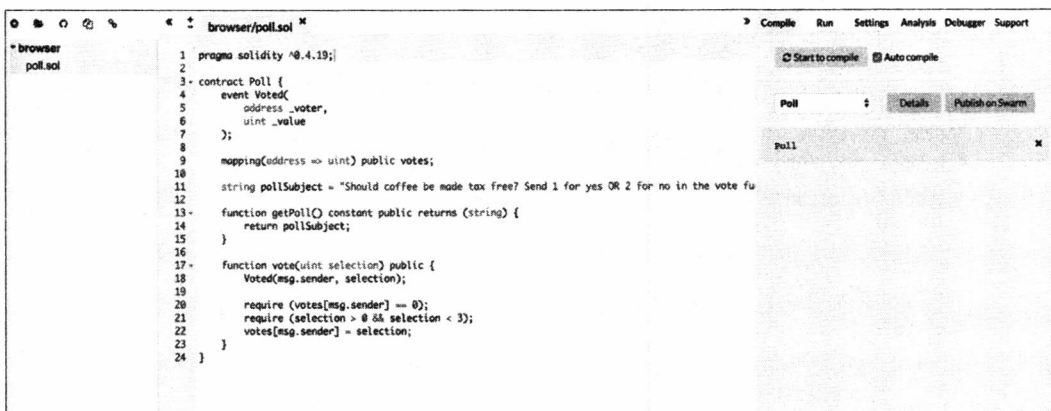 browser
poll.sol
browser/poll.sol
1 pragma solidity ^0.4.19;
2
3 contract Poll {
4 event Voted(
5 address _voter,
6 uint _value
7 );
8
9 mapping(address => uint) public votes;
10
11 string pollSubject = "Should coffee be made tax free? Send 1 for yes OR 2 for no in the vote fu
12
13 function getPoll() constant public returns (string) {
14 return pollSubject;
15 }
16
17 function vote(uint selection) public {
18 Voted(msg.sender, selection);
19
20 require (votes[msg.sender] == 0);
21 require (selection > 0 && selection < 3);
22 votes[msg.sender] = selection;
23 }
24 }
Compile Run Settings Analysis Debugger Support
Start to compile Auto compile
Poll Details Publish on Swarm
Poll